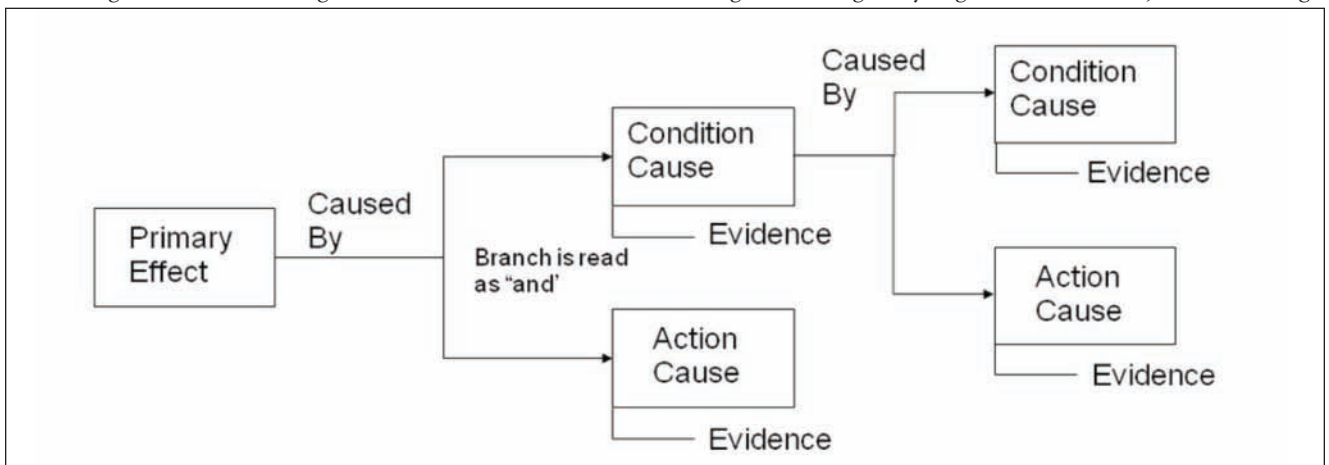 Primary
Effect
Caused
By
Branch is read
as “and’
Condition
Cause
Evidence
Action
Cause
Evidence
Caused
By
Condition
Cause
Evidence
Action
Cause
Evidence